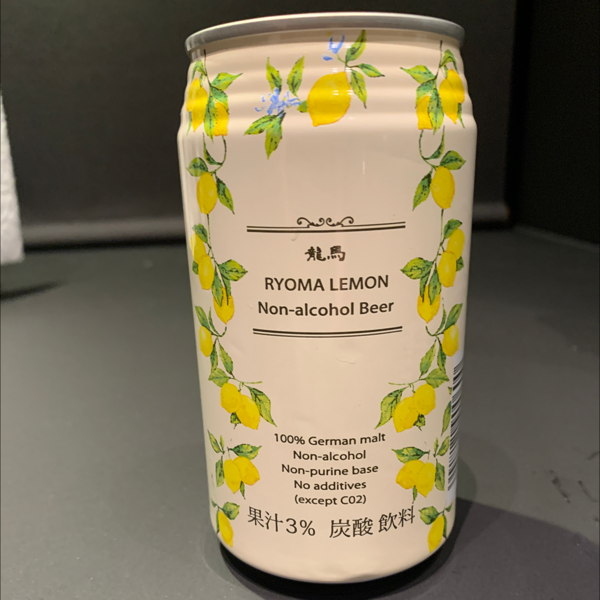 龍馬
RYOMA LEMON
Non-alcohol Beer
100% German malt
Non-alcohol
Non-purine base
No additives
(except C02)
果汁3% 炭酸飲料